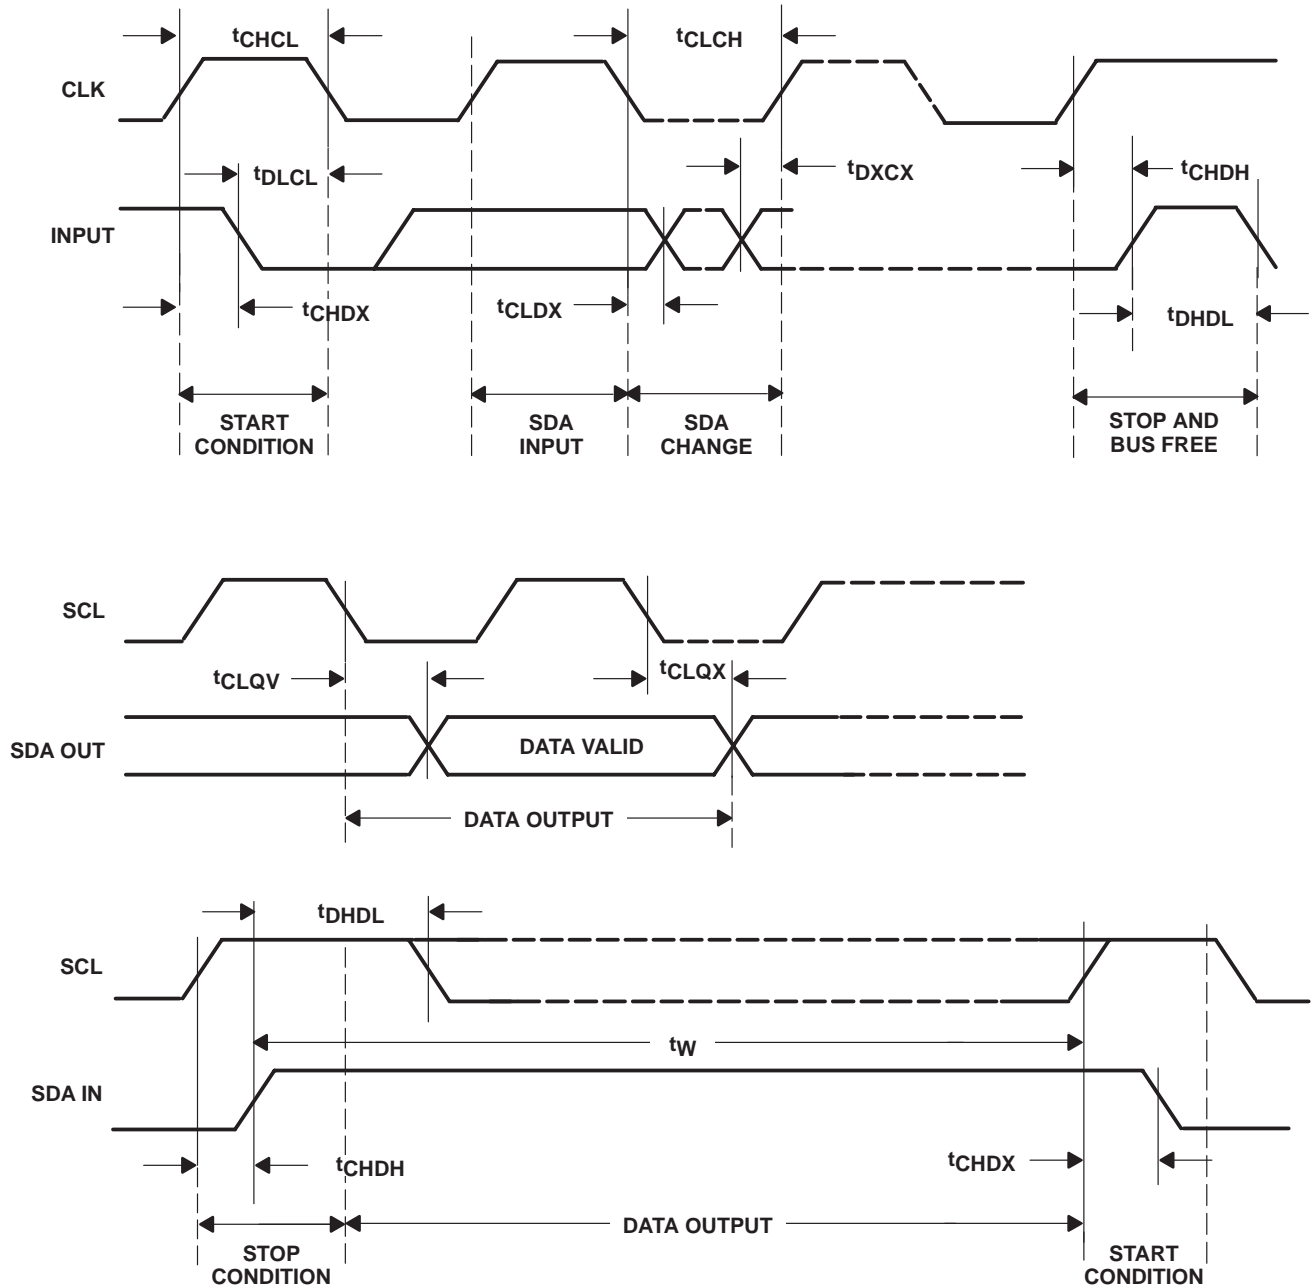 tCHCL
tCLCH
CLK
tDLCL
tDXCX
tCHDH
INPUT
tCHDX
tCLDX
tDHDL
START
CONDITION
SDA
INPUT
SDA
CHANGE
STOP AND
BUS FREE
SCL
tCLQV
tCLQX
SDA OUT
DATA VALID
DATA OUTPUT
tDHDL
SCL
tW
SDA IN
tCHDH
tCHDX
DATA OUTPUT
STOP
CONDITION
START
CONDITION